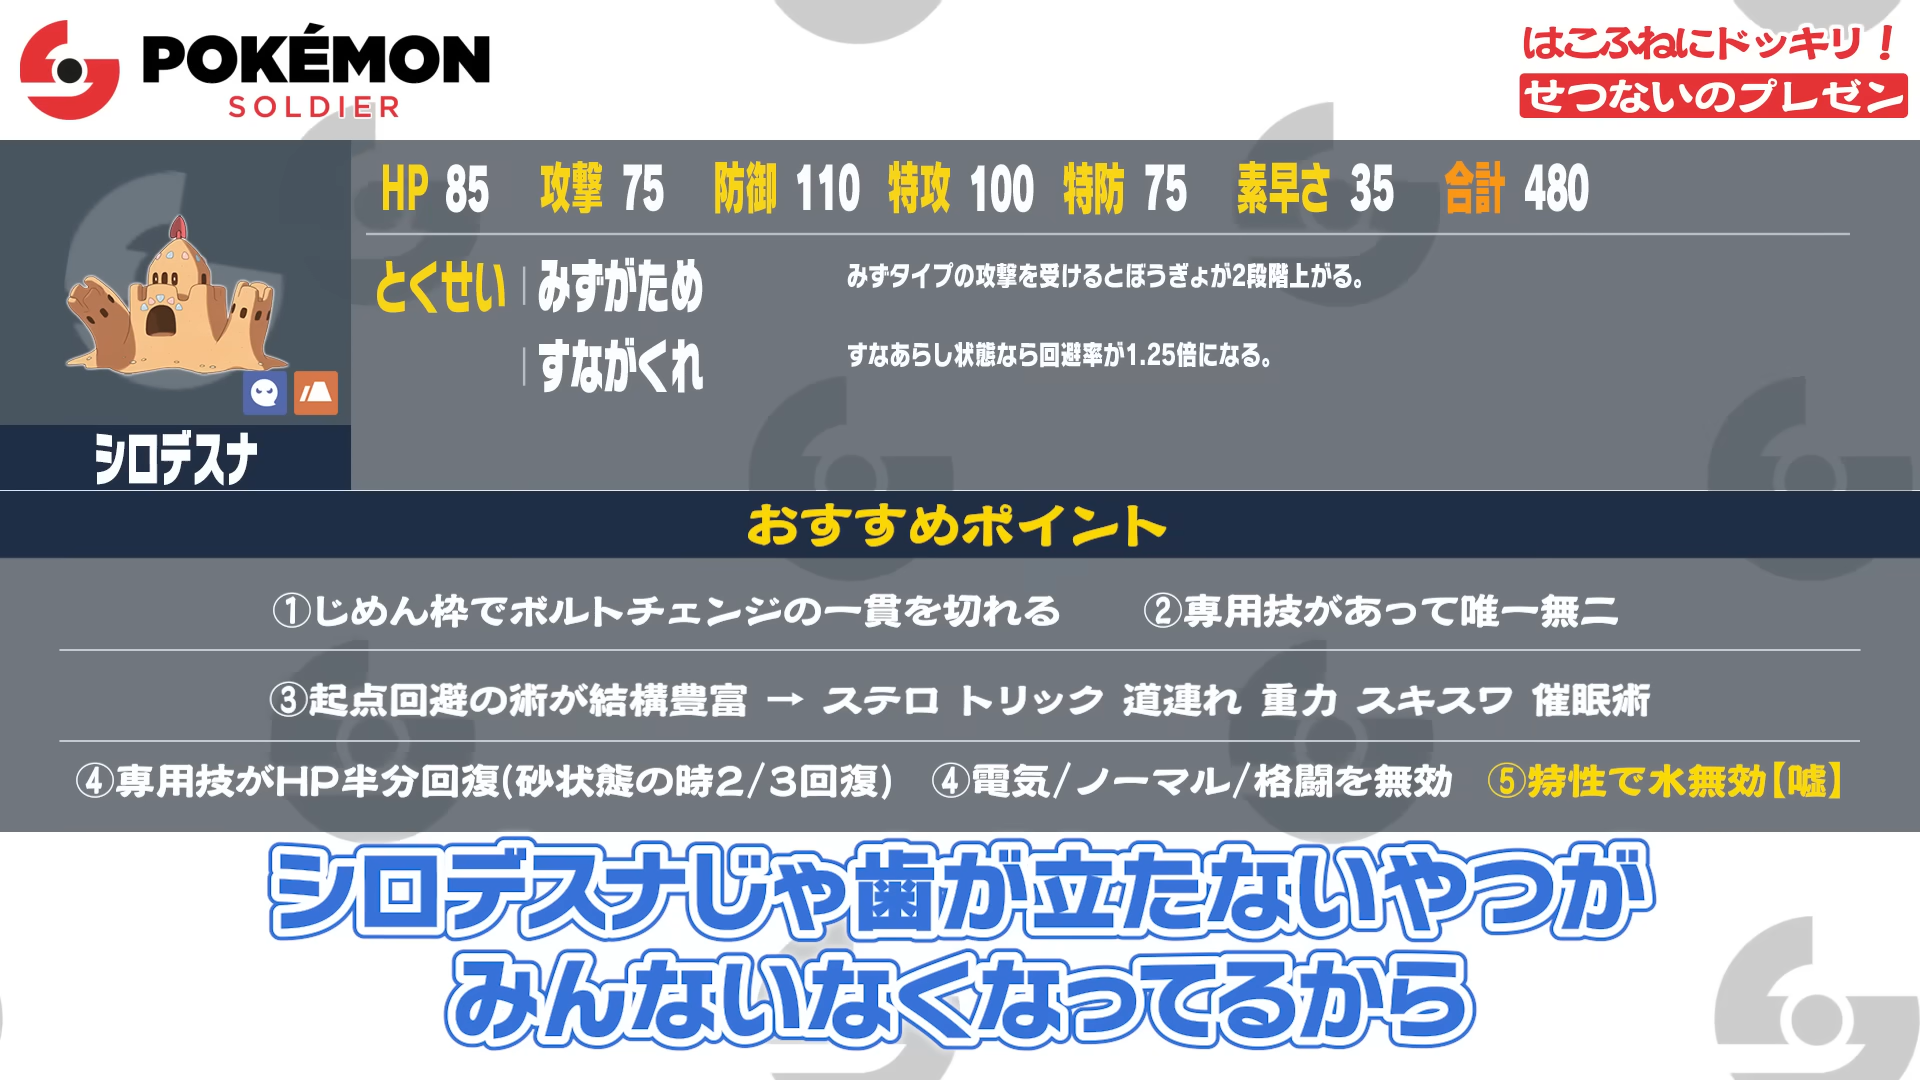 POKÉMON
SOLDIER
はこふねにドッキリ！
せつないのプレゼン
HP 85 攻撃 75 防御 110 特攻 100 特防 75 素早さ 35 合計 480
とくせい みずがため みずタイプの攻撃を受けるとぼうぎょが2段階上がる。
すながくれ すなあらし状態なら回避率が1.25倍になる。
シロデスナ
おすすめポイント
①じめん枠でボルトチェンジの一貫を切れる ②専用技があって唯一無二
③起点回避の術が結構豊富 → ステロ トリック 道連れ 重力 スキスワ 催眠術
④専用技がHP半分回復(砂状態の時2/3回復) ④電気/ノーマル/格闘を無効 ⑤特性で水無効【嘘】
シロデスナじゃ歯が立たないやつが
みんないなくなってるから